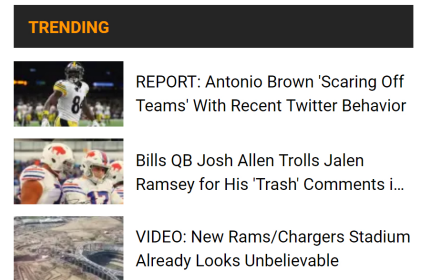 TRENDING
REPORT: Antonio Brown 'Scaring Off
Teams' With Recent Twitter Behavior
Bills QB Josh Allen Trolls Jalen
Ramsey for His 'Trash' Comments i...
VIDEO: New Rams/Chargers Stadium
Already Looks Unbelievable